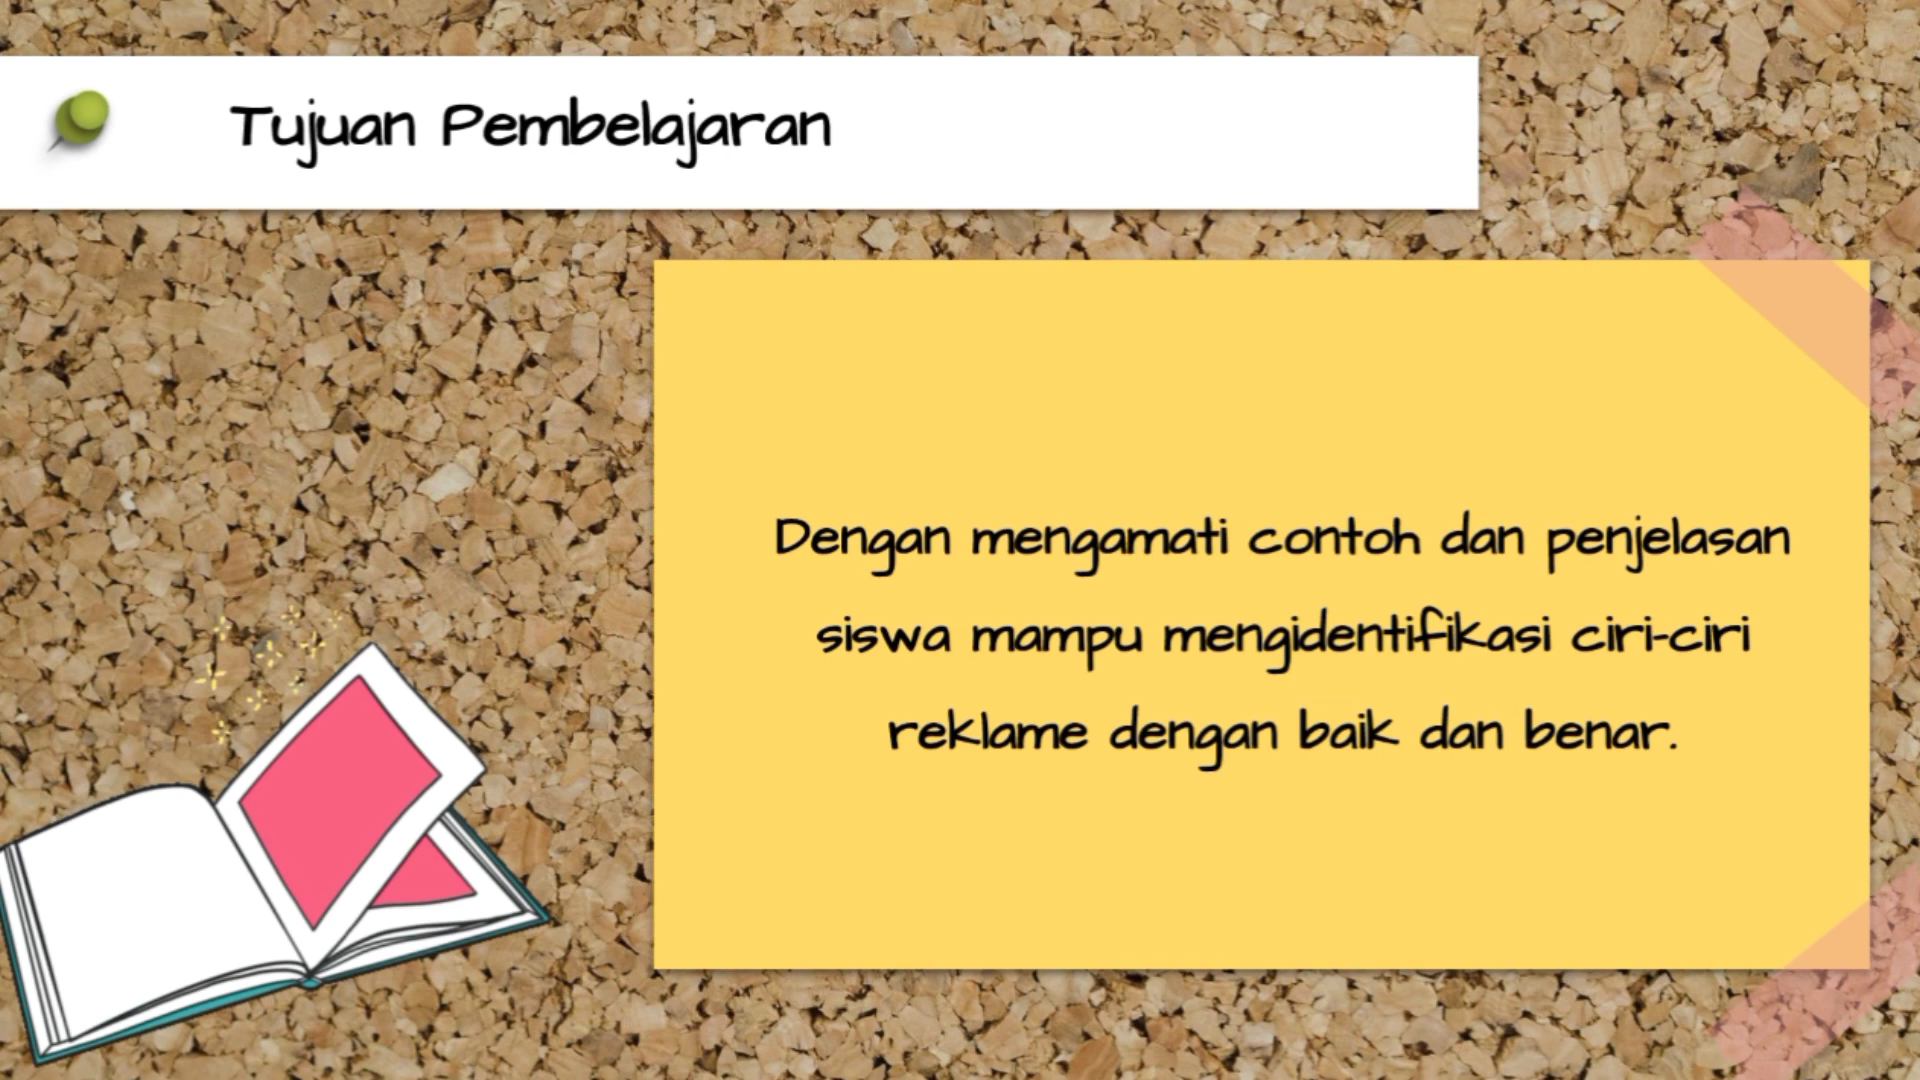 Tujuan Pembelajaran
Dengan mengamati contoh dan penjelasan
siswa mampu mengidentifikasi ciri-ciri
reklame dengan baik dan benar.